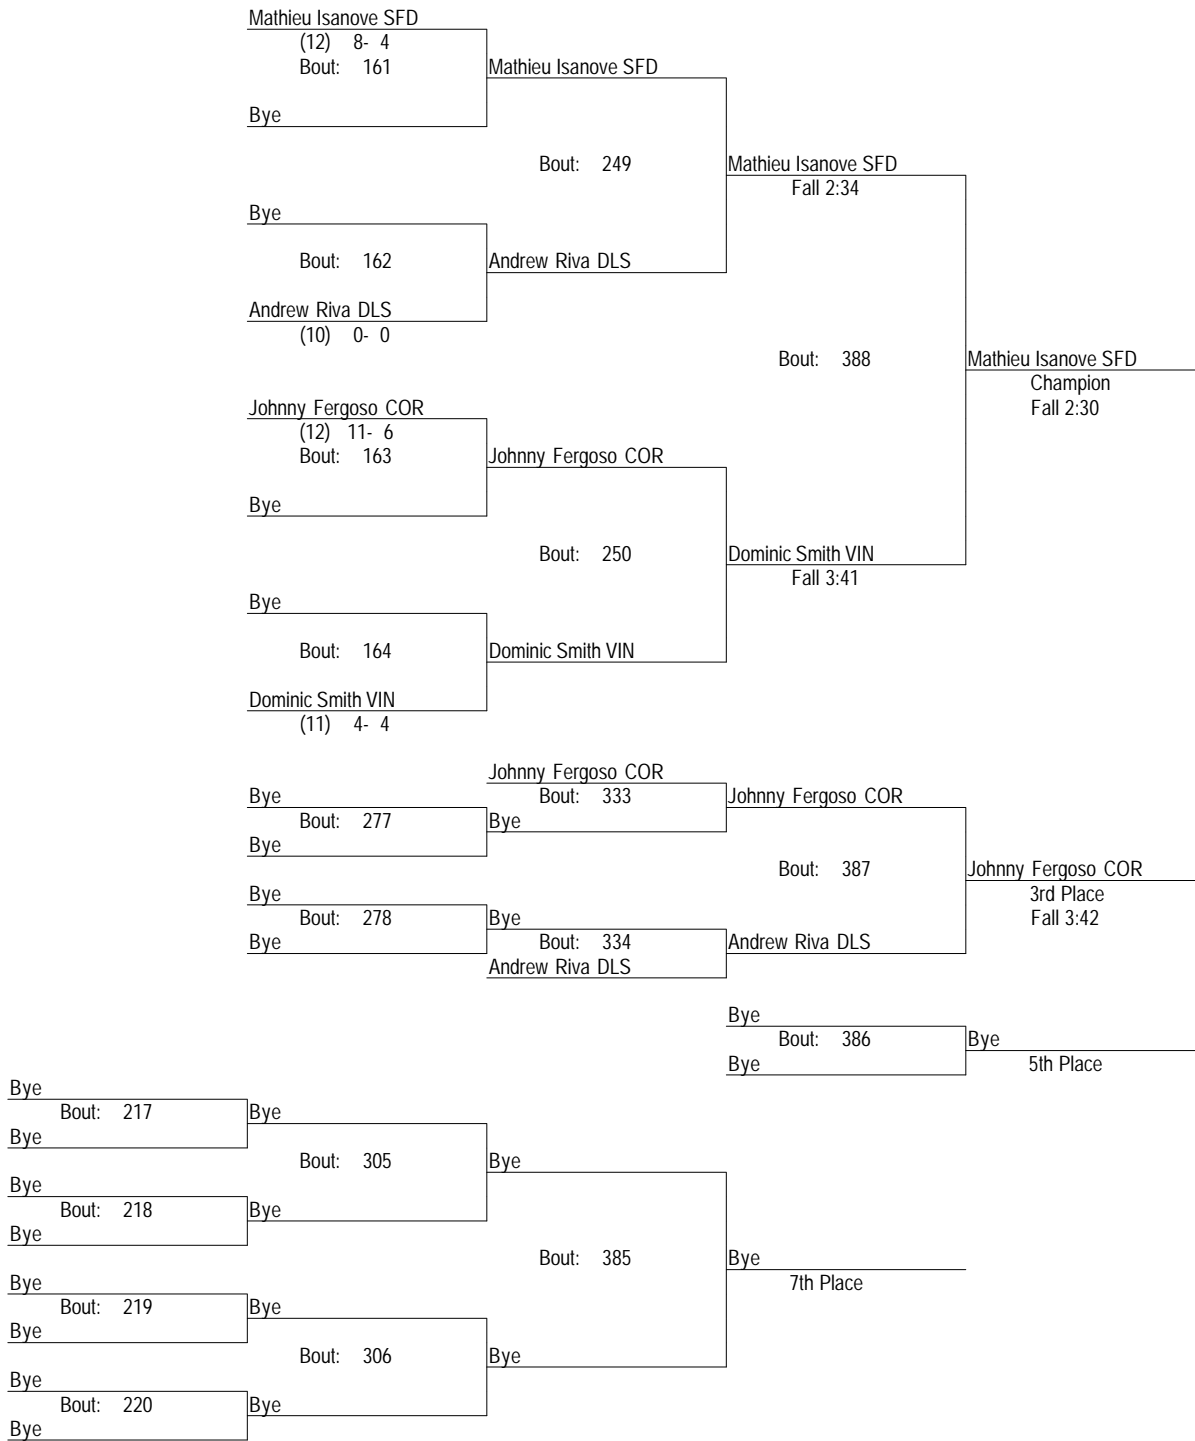 Mathieu Isanove SFD
(12) 8- 4
Bout: 161
Mathieu Isanove SFD
Bye
Bout: 249
Mathieu Isanove SFD
Fall 2:34
Bye
Bout: 162
Andrew Riva DLS
Andrew Riva DLS
(10) 0- 0
Bout: 388
Mathieu Isanove SFD
Champion
Fall 2:30
Johnny Fergoso COR
(12) 11- 6
Bout: 163
Johnny Fergoso COR
Bye
Bout: 250
Dominic Smith VIN
Fall 3:41
Bye
Bout: 164
Dominic Smith VIN
Dominic Smith VIN
(11) 4- 4
Johnny Fergoso COR
Bye
Bout: 333
Johnny Fergoso COR
Bout: 277
Bye
Bye
Bout: 387
Johnny Fergoso COR
3rd Place
Fall 3:42
Bye
Bout: 278
Bye
Bye
Bout: 334
Andrew Riva DLS
Andrew Riva DLS
Bye
Bout: 386
Bye
Bye
5th Place
Bye
Bout: 217
Bye
Bye
Bout: 305
Bye
Bye
Bout: 218
Bye
Bye
Bout: 385
Bye
7th Place
Bye
Bout: 219
Bye
Bye
Bout: 306
Bye
Bye
Bout: 220
Bye
Bye